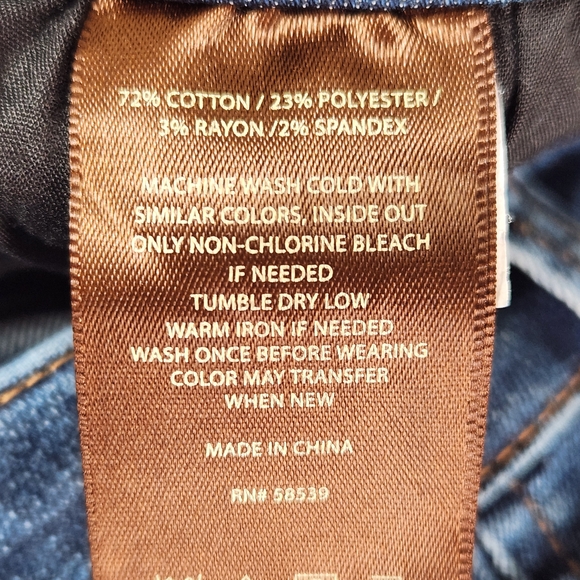 72% COTTON / 23% POLYESTER /
3% RAYON /2% SPANDEX
MACHINE WASH COLD WITH
SIMILAR COLORS, INSIDE OUT
ONLY NON-CHLORINE BLEACH
IF NEEDED
TUMBLE DRY LOW
WARM IRON IF NEEDED
WASH ONCE BEFORE WEARING
COLOR MAY TRANSFER
WHEN NEW
MADE IN CHINA
RN# 58539